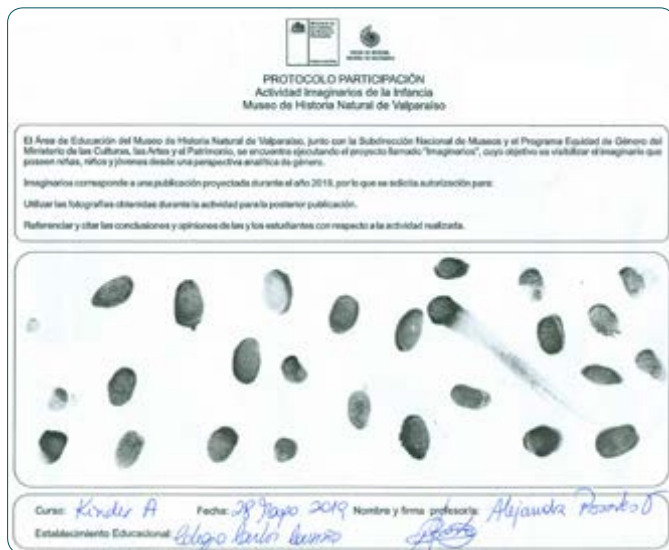 PROTOCOLO PARTICIPACIÓN
Actividad Imaginarios de la Infancia
Museo de Historia Natural de Valparaíso
El Área de Educación del Museo de Historia Natural de Valparaíso, junto con la Subdirección Nacional de Museos y el Programa Equidad de Género del
Ministerio de las Culturas, las Artes y el Patrimonio, se encuentra ejecutando el proyecto llamado "Imaginarios", cuyo objetivo es visibilizar el imaginario que
poseen niñas, niños y jóvenes desde una perspectiva analítica de género.
Imaginarios corresponde a una publicación proyectada durante el año 2019, por lo que se solicita autorización para:
Utilizar las fotografías obtenidas durante la actividad para la posterior publicación.
Referenciar y citar las conclusiones y opiniones de las y los estudiantes con respecto a la actividad realizada.
Curso: Kinder A Fecha: 28 Mayo 2019 Nombre y firma profesor/a: Alejandra
Establecimiento Educacional: Colegio Carlos